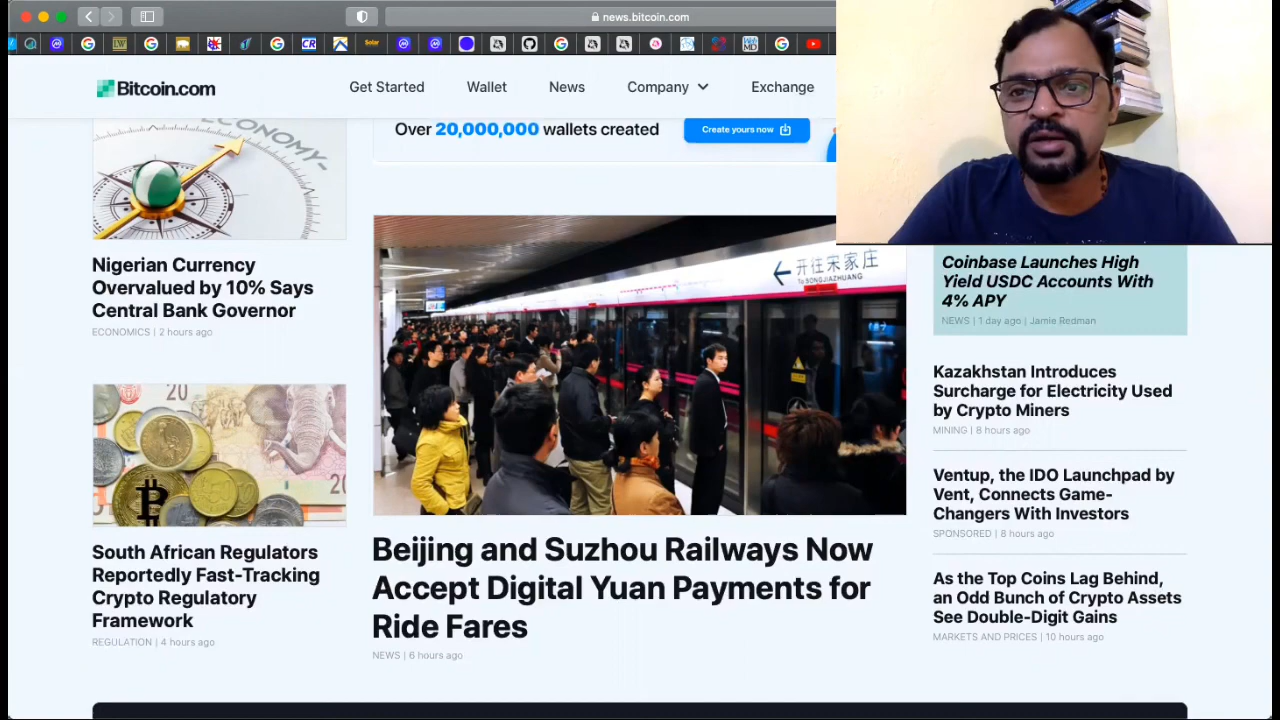 news.bitcoin.com
Bitcoin.com
Get Started
Wallet
News
Company
Exchange
ECONOMY
Over 20,000,000 wallets created
Create yours now
Nigerian Currency
Overvalued by 10% Says
Central Bank Governor
ECONOMICS | 2 hours ago
20
South African Regulators
Reportedly Fast-Tracking
Crypto Regulatory
Framework
REGULATION | 4 hours ago
开往宋家庄
To SONGJIAZHUANG
Beijing and Suzhou Railways Now
Accept Digital Yuan Payments for
Ride Fares
NEWS | 6 hours ago
Coinbase Launches High
Yield USDC Accounts With
4% APY
NEWS | 1 day ago | Jamie Redman
Kazakhstan Introduces
Surcharge for Electricity Used
by Crypto Miners
MINING | 8 hours ago
Ventup, the IDO Launchpad by
Vent, Connects Game-
Changers With Investors
SPONSORED | 8 hours ago
As the Top Coins Lag Behind,
an Odd Bunch of Crypto Assets
See Double-Digit Gains
MARKETS AND PRICES | 10 hours ago